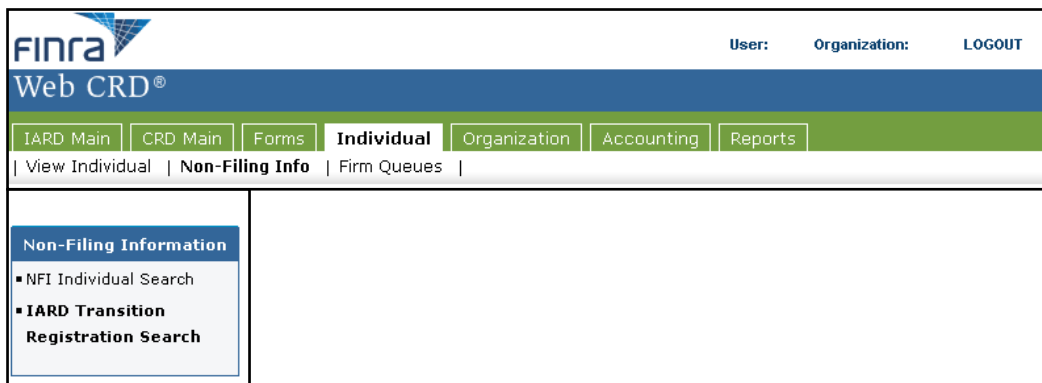 FINRA
User: Organization: LOGOUT
Web CRD®
IARD Main CRD Main Forms Individual Organization Accounting Reports
| View Individual | Non-Filing Info | Firm Queues |
Non-Filing Information
▪ NFI Individual Search
▪ IARD Transition
Registration Search